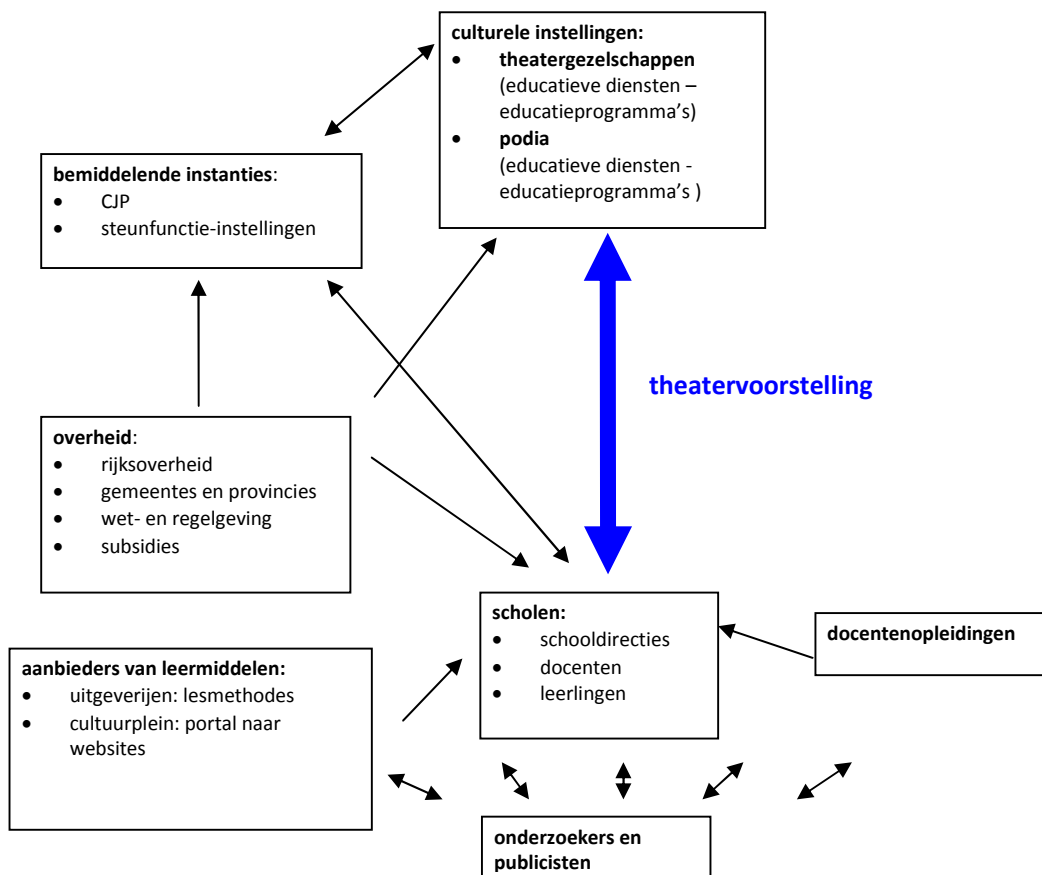 culturele instellingen:
• theatergezelschappen
(educatieve diensten –
educatieprogramma's)
• podia
(educatieve diensten -
educatieprogramma's )
bemiddelende instanties:
• CJP
• steunfunctie-instellingen
theatervoorstelling
overheid:
• rijksoverheid
• gemeentes en provincies
• wet- en regelgeving
• subsidies
scholen:
• schooldirecties
• docenten
• leerlingen
docentenopleidingen
aanbieders van leermiddelen:
• uitgeverijen: lesmethodes
• cultuurplein: portal naar
websites
onderzoekers en
publicisten